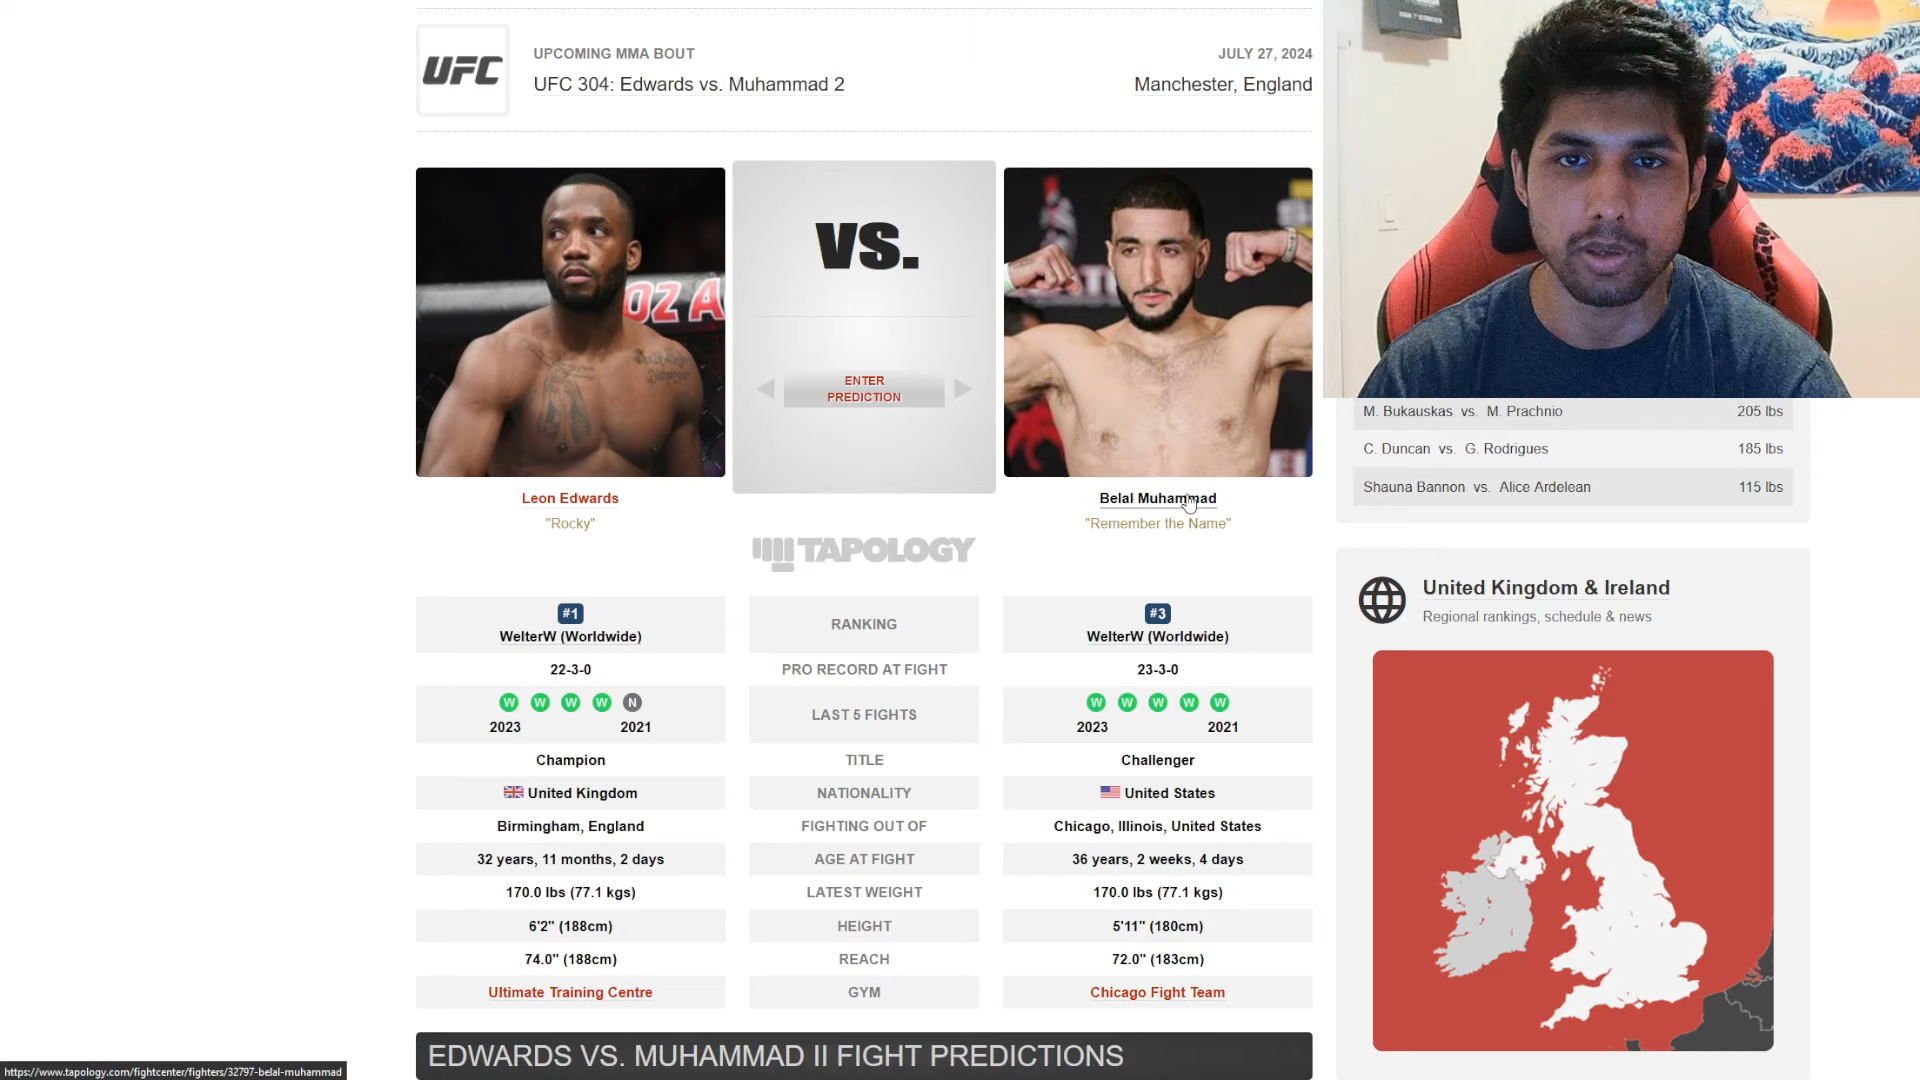 UFC
UPCOMING MMA BOUT
JULY 27, 2024
UFC 304: Edwards vs. Muhammad 2
Manchester, England
VS.
ENTER
PREDICTION
OZ A
Leon Edwards
"Rocky"
Belal Muhammad
"Remember the Name"
TAPOLOGY
#1
WelterW (Worldwide)
RANKING
#3
WelterW (Worldwide)
22-3-0
PRO RECORD AT FIGHT
23-3-0
W W W W N
2023 2021
LAST 5 FIGHTS
W W W W W
2023 2021
Champion
TITLE
Challenger
United Kingdom
NATIONALITY
United States
Birmingham, England
FIGHTING OUT OF
Chicago, Illinois, United States
32 years, 11 months, 2 days
AGE AT FIGHT
36 years, 2 weeks, 4 days
170.0 lbs (77.1 kgs)
LATEST WEIGHT
170.0 lbs (77.1 kgs)
6'2" (188cm)
HEIGHT
5'11" (180cm)
74.0" (188cm)
REACH
72.0" (183cm)
Ultimate Training Centre
GYM
Chicago Fight Team
EDWARDS VS. MUHAMMAD II FIGHT PREDICTIONS
M. Bukauskas vs. M. Prachnio 205 lbs
C. Duncan vs. G. Rodrigues 185 lbs
Shauna Bannon vs. Alice Ardelean 115 lbs
United Kingdom & Ireland
Regional rankings, schedule & news
https://www.tapology.com/fightcenter/fighters/32797-belal-muhammad